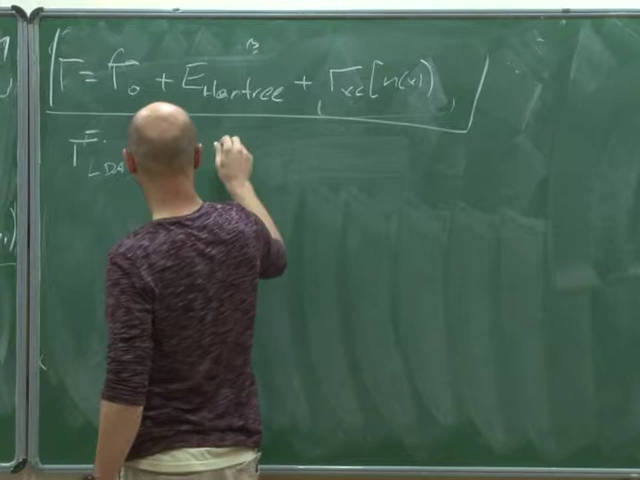 F = F₀ + E_Hartree + F_xc[n(x)]
F_LDA